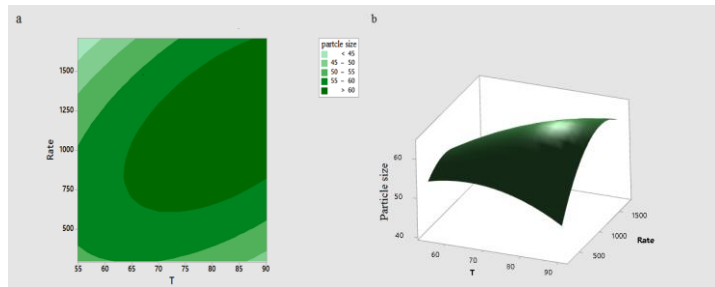 a
partcle size
< 45
45 – 50
50 – 55
55 – 60
> 60
1500
1250
1000
750
500
Rate
55 60 65 70 75 80 85 90
T
b
60
50
40
Particle size
60 70 80 90
T
500 1000 1500
Rate